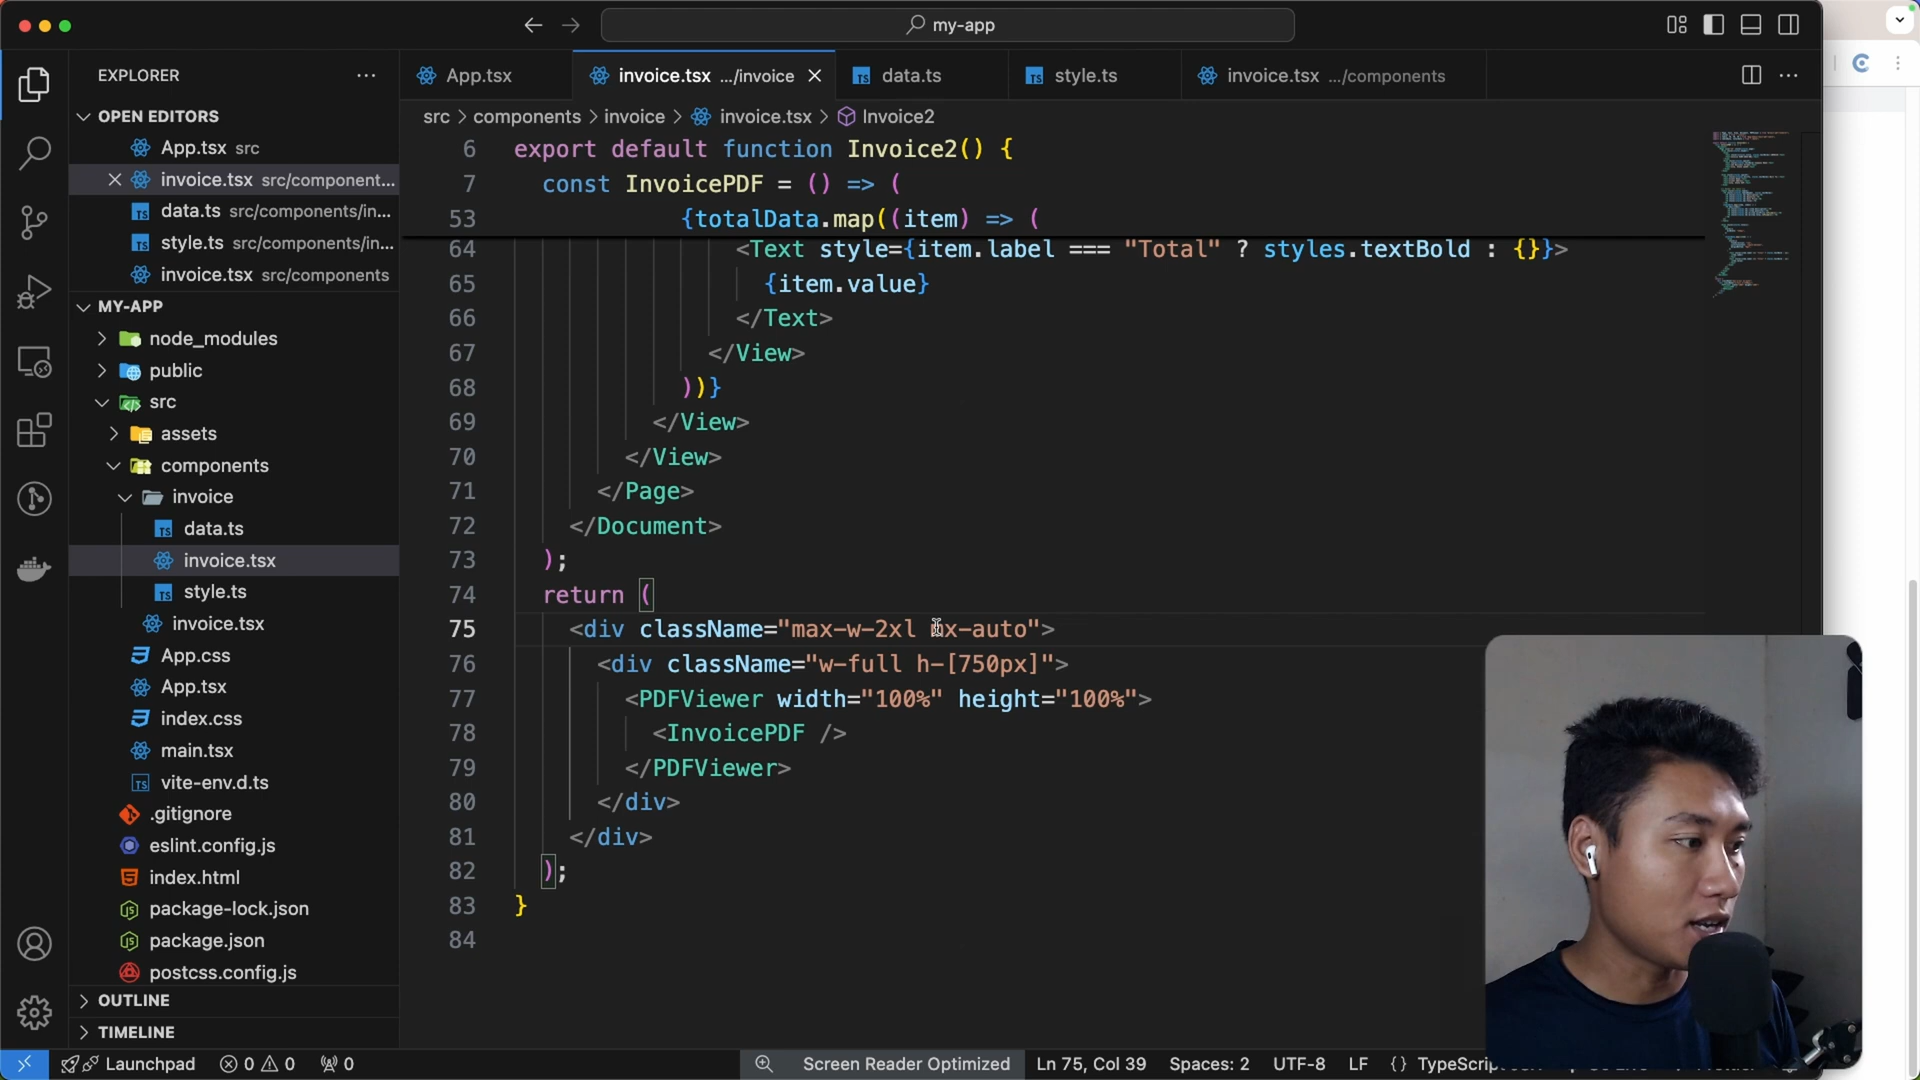 my-app
EXPLORER
OPEN EDITORS
App.tsx src
invoice.tsx src/component...
TS data.ts src/components/in...
TS style.ts src/components/in...
invoice.tsx src/components
MY-APP
node_modules
public
src
assets
components
invoice
TS data.ts
invoice.tsx
TS style.ts
invoice.tsx
App.css
App.tsx
index.css
main.tsx
TS vite-env.d.ts
.gitignore
eslint.config.js
index.html
package-lock.json
package.json
postcss.config.js
OUTLINE
TIMELINE
App.tsx
invoice.tsx .../invoice
TS data.ts
TS style.ts
invoice.tsx .../components
src > components > invoice > invoice.tsx > Invoice2
6 export default function Invoice2() {
7 const InvoicePDF = () => (
53 {totalData.map((item) => (
64 <Text style={item.label === "Total" ? styles.textBold : {}}>
65 {item.value}
66 </Text>
67 </View>
68 ))}
69 </View>
70 </View>
71 </Page>
72 </Document>
73 );
74 return (
75 <div className="max-w-2xl mx-auto">
76 <div className="w-full h-[750px]">
77 <PDFViewer width="100%" height="100%">
78 <InvoicePDF />
79 </PDFViewer>
80 </div>
81 </div>
82 );
83 }
84
Launchpad 0 0 0
Screen Reader Optimized Ln 75, Col 39 Spaces: 2 UTF-8 LF {} TypeScript